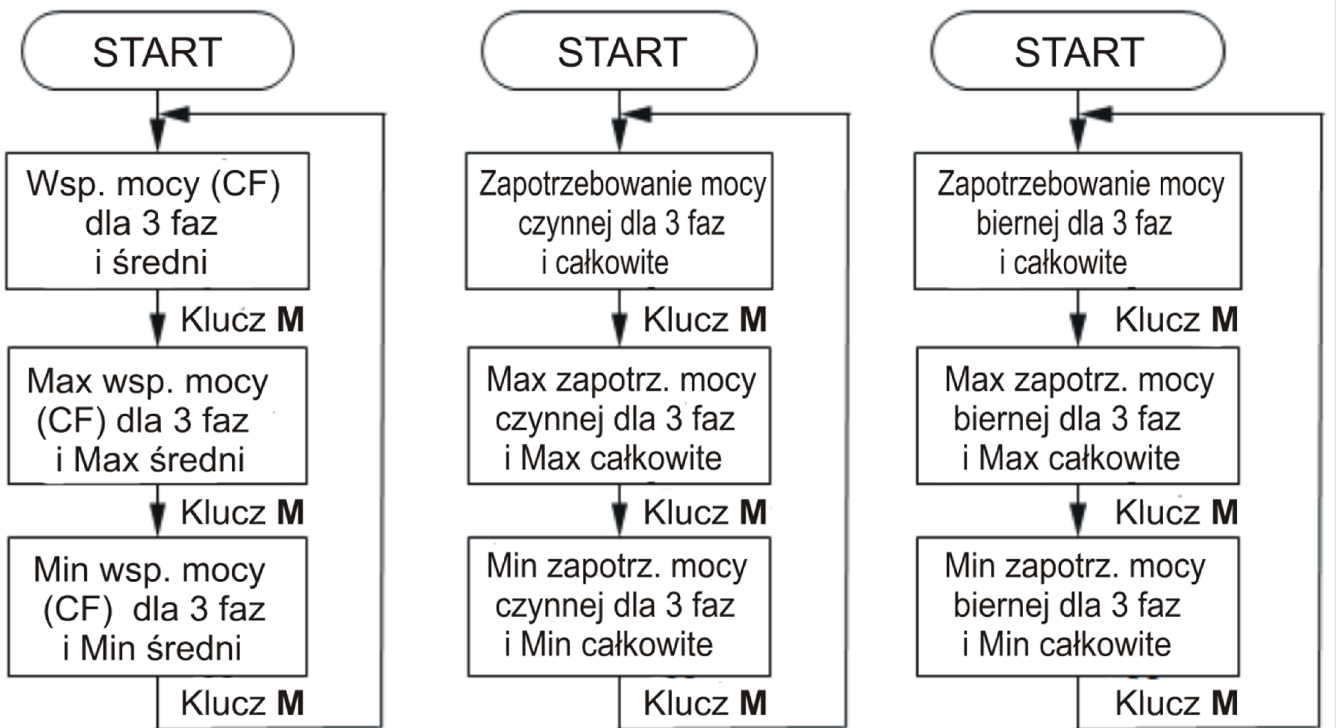 START
Wsp. mocy (CF)
dla 3 faz
i średni
Klucz M
Max wsp. mocy
(CF) dla 3 faz
i Max średni
Klucz M
Min wsp. mocy
(CF) dla 3 faz
i Min średni
Klucz M
START
Zapotrzebowanie mocy
czynnej dla 3 faz
i całkowite
Klucz M
Max zapotrz. mocy
czynnej dla 3 faz
i Max całkowite
Klucz M
Min zapotrz. mocy
czynnej dla 3 faz
i Min całkowite
Klucz M
START
Zapotrzebowanie mocy
biernej dla 3 faz
i całkowite
Klucz M
Max zapotrz. mocy
biernej dla 3 faz
i Max całkowite
Klucz M
Min zapotrz. mocy
biernej dla 3 faz
i Min całkowite
Klucz M